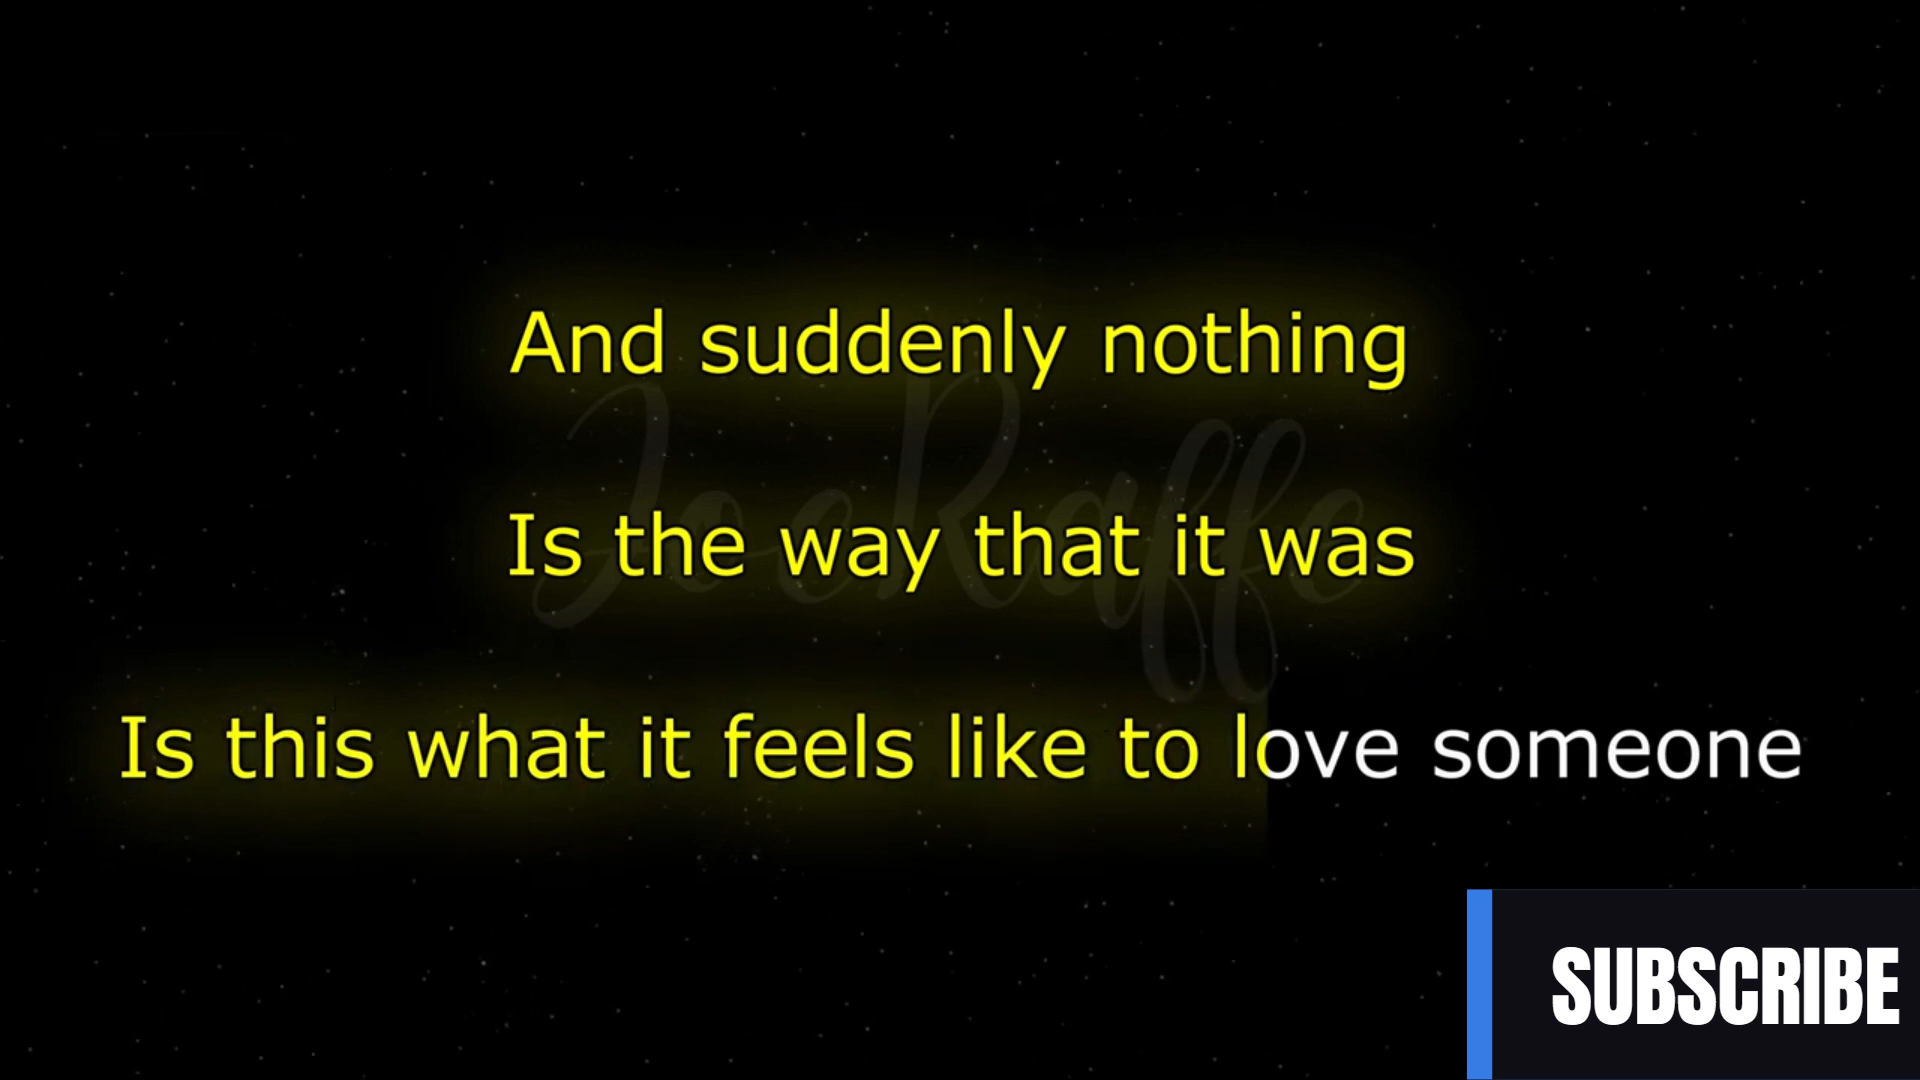 And suddenly nothing
Is the way that it was
JoeRaffe
Is this what it feels like to love someone
SUBSCRIBE